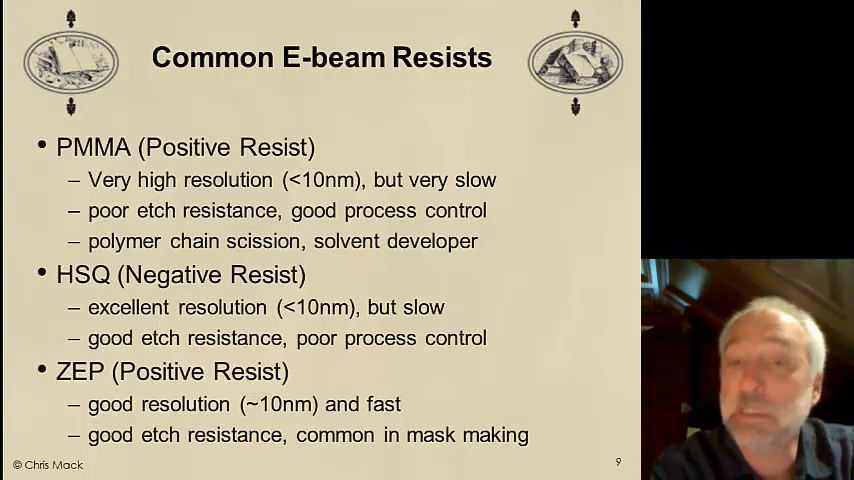 Common E-beam Resists
• PMMA (Positive Resist)
– Very high resolution (<10nm), but very slow
– poor etch resistance, good process control
– polymer chain scission, solvent developer
• HSQ (Negative Resist)
– excellent resolution (<10nm), but slow
– good etch resistance, poor process control
• ZEP (Positive Resist)
– good resolution (~10nm) and fast
– good etch resistance, common in mask making
© Chris Mack
9